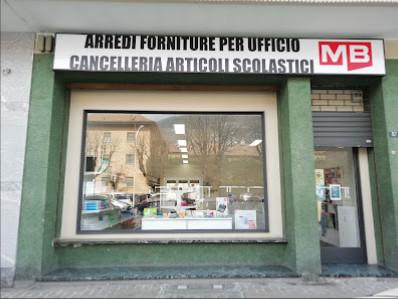 ARREDI FORNITURE PER UFFICIO
CANCELLERIA ARTICOLI SCOLASTICI
MB